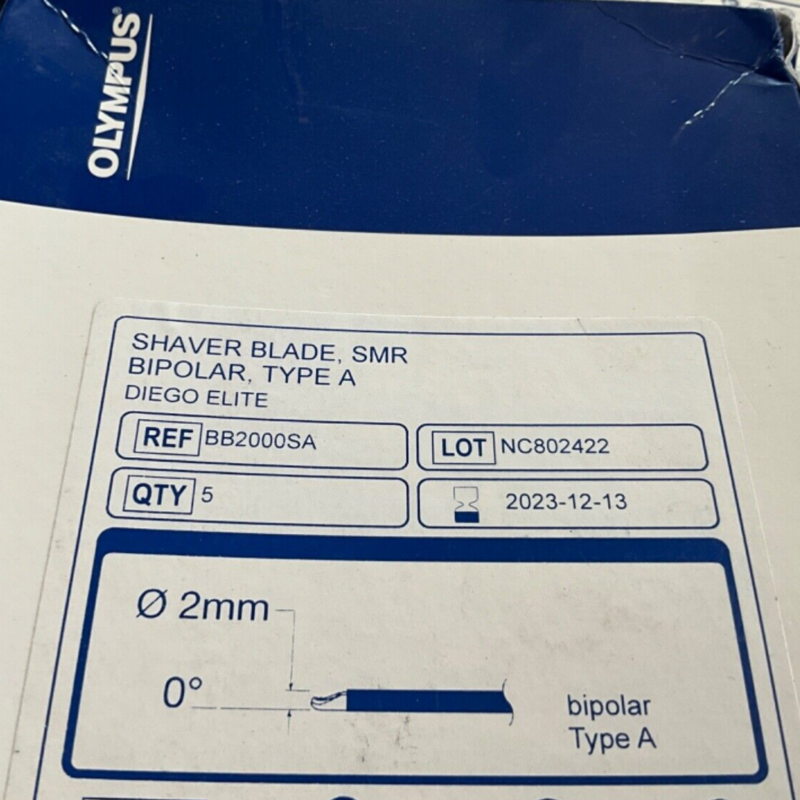 OLYMPUS®
SHAVER BLADE, SMR
BIPOLAR, TYPE A
DIEGO ELITE
REF BB2000SA
LOT NC802422
QTY 5
2023-12-13
Ø 2mm
0°
bipolar
Type A